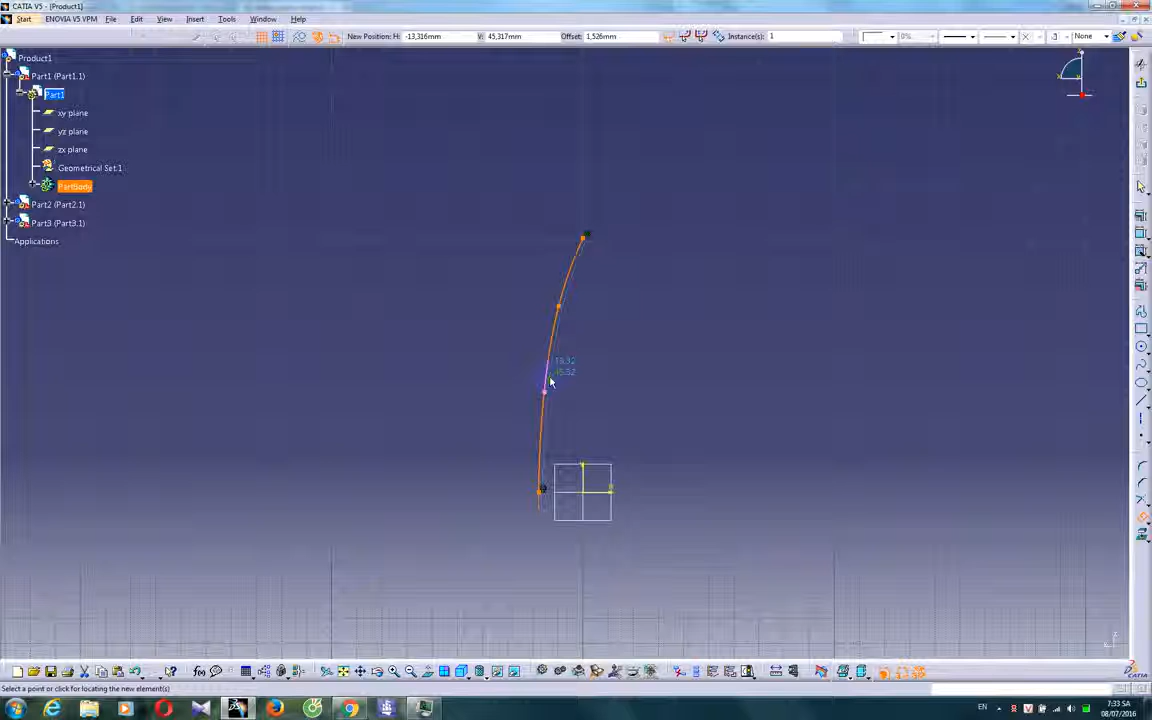 CATIA V5 - [Product1]
Start ENOVIA V5 VPM File Edit View Insert Tools Window Help
New Position: H: -13,316mm V: 45,317mm Offset: 1,526mm Instance(s): 1 0% None
Product1
Part1 (Part1.1)
Part1
xy plane
yz plane
zx plane
Geometrical Set.1
PartBody
Part2 (Part2.1)
Part3 (Part3.1)
Applications
Select a point or click for locating the new element(s)
CATIA
EN
7:33 SA
08/07/2016